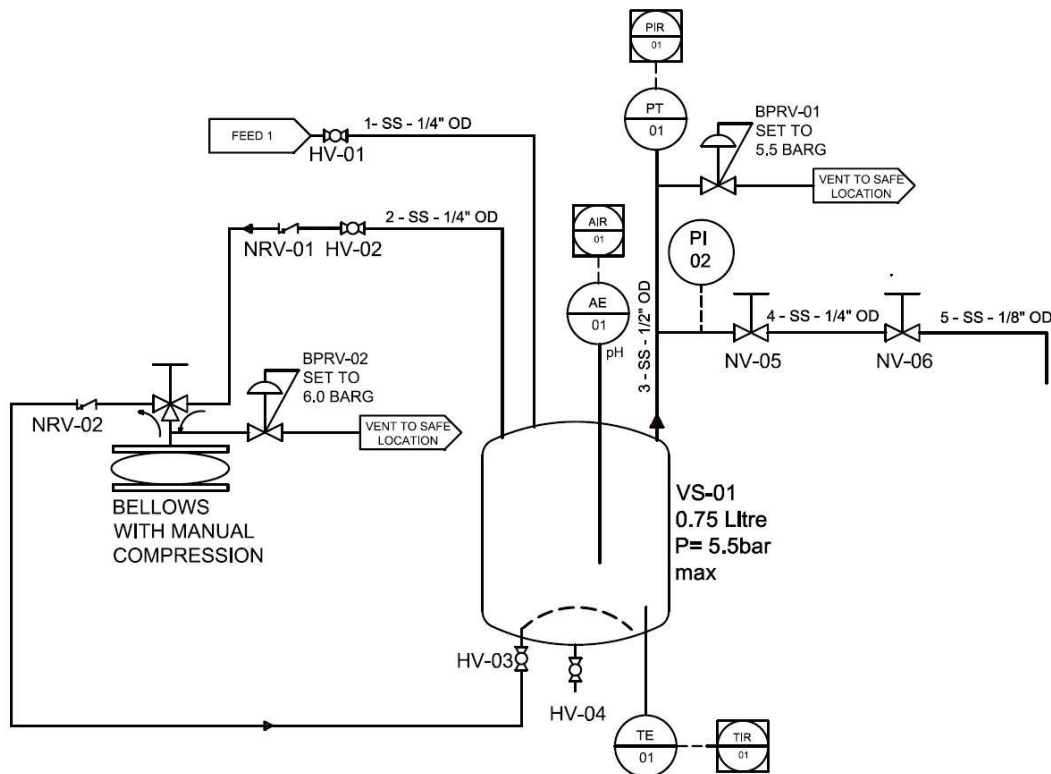 PIR
01
PT
01
BPRV-01
SET TO
5.5 BARG
VENT TO SAFE
LOCATION
FEED 1
1- SS - 1/4" OD
HV-01
2 - SS - 1/4" OD
NRV-01
HV-02
AIR
01
AE
01
pH
PI
02
3 - SS - 1/2" OD
4 - SS - 1/4" OD
5 - SS - 1/8" OD
NV-05
NV-06
BPRV-02
SET TO
6.0 BARG
VENT TO SAFE
LOCATION
NRV-02
BELLOWS
WITH MANUAL
COMPRESSION
VS-01
0.75 Litre
P= 5.5bar
max
HV-03
HV-04
TE
01
TIR
01